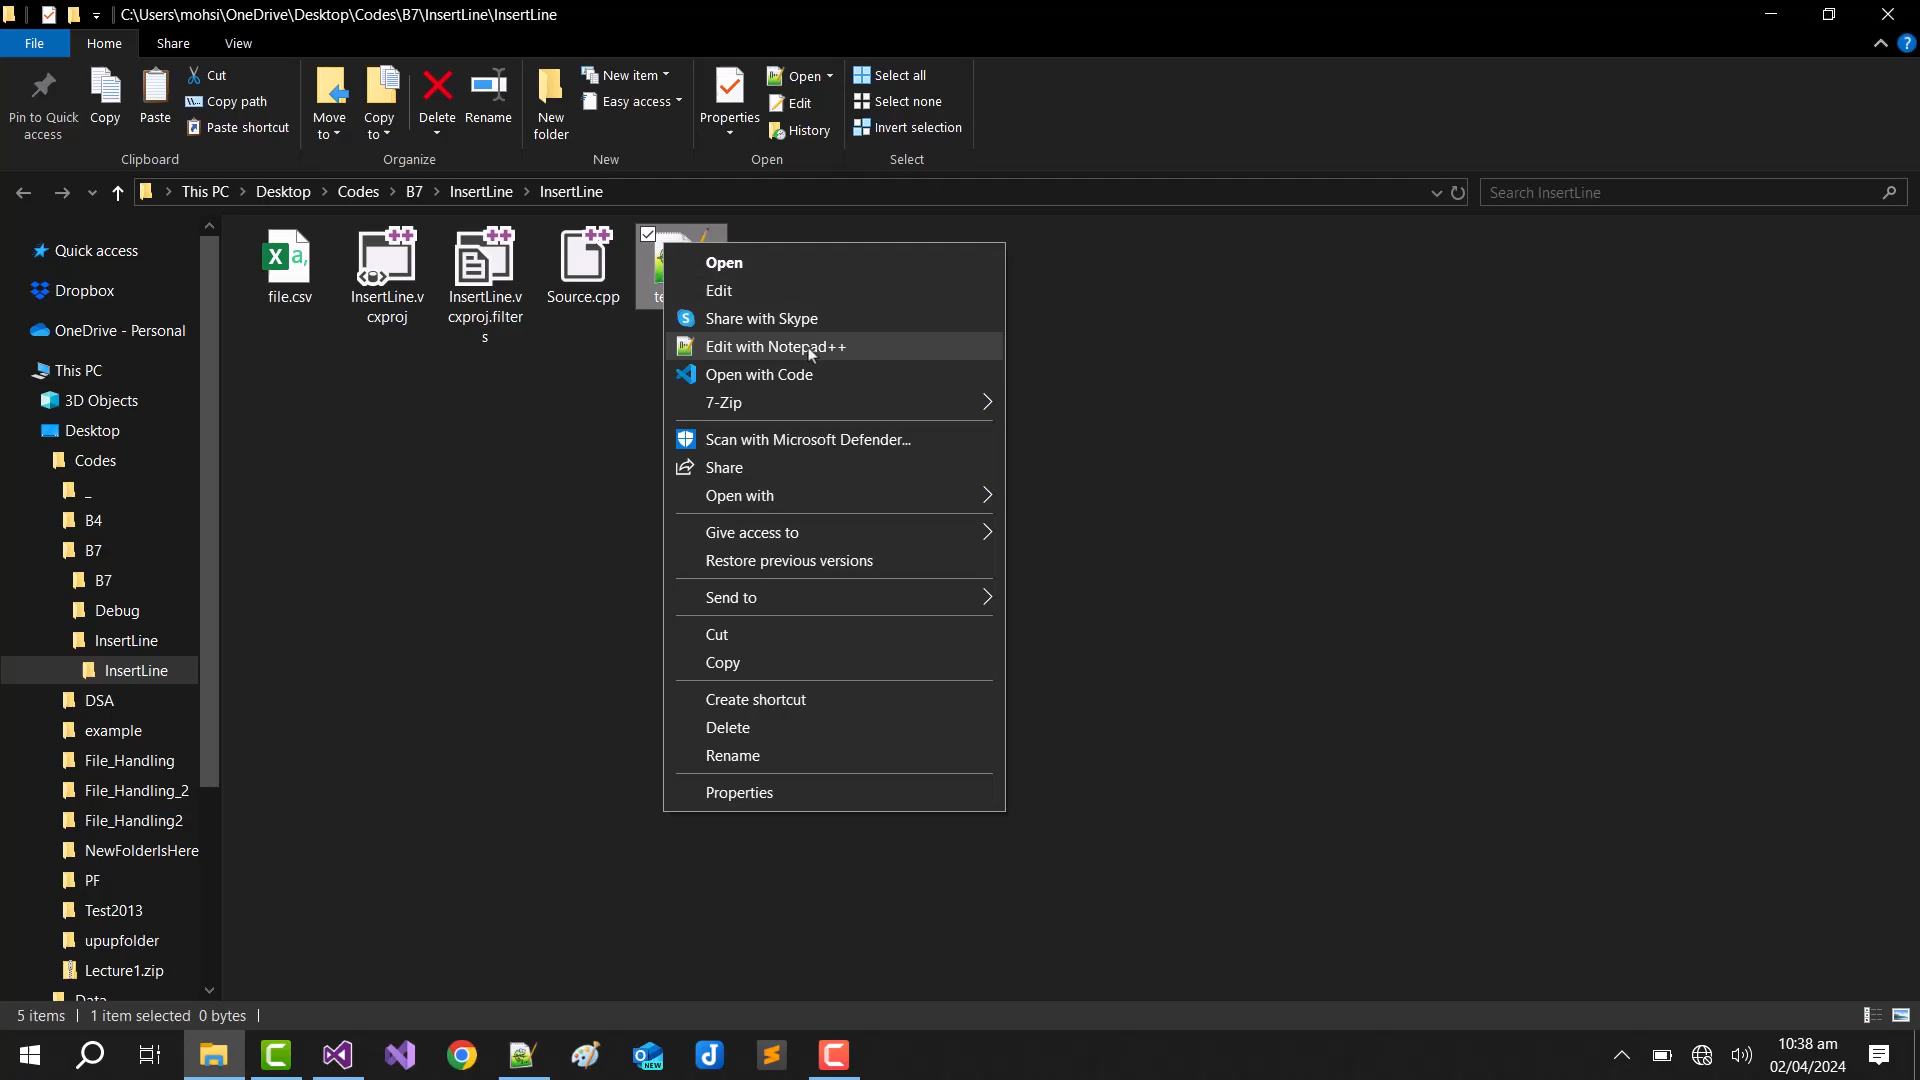 C:\Users\mohsi\OneDrive\Desktop\Codes\B7\InsertLine\InsertLine
File
Home
Share
View
Pin to Quick access
Copy
Paste
Cut
Copy path
Paste shortcut
Clipboard
Move to
Copy to
Delete
Rename
Organize
New folder
New item
Easy access
New
Properties
Open
Edit
History
Open
Select all
Select none
Invert selection
Select
This PC
Desktop
Codes
B7
InsertLine
InsertLine
Search InsertLine
Quick access
Dropbox
OneDrive - Personal
This PC
3D Objects
Desktop
Codes
_
B4
B7
B7
Debug
InsertLine
InsertLine
DSA
example
File_Handling
File_Handling_2
File_Handling2
NewFolderIsHere
PF
Test2013
upupfolder
Lecture1.zip
Data
file.csv
InsertLine.v
cxproj
InsertLine.v
cxproj.filter
s
Source.cpp
Open
Edit
Share with Skype
Edit with Notepad++
Open with Code
7-Zip
Scan with Microsoft Defender...
Share
Open with
Give access to
Restore previous versions
Send to
Cut
Copy
Create shortcut
Delete
Rename
Properties
5 items
1 item selected 0 bytes
10:38 am
02/04/2024